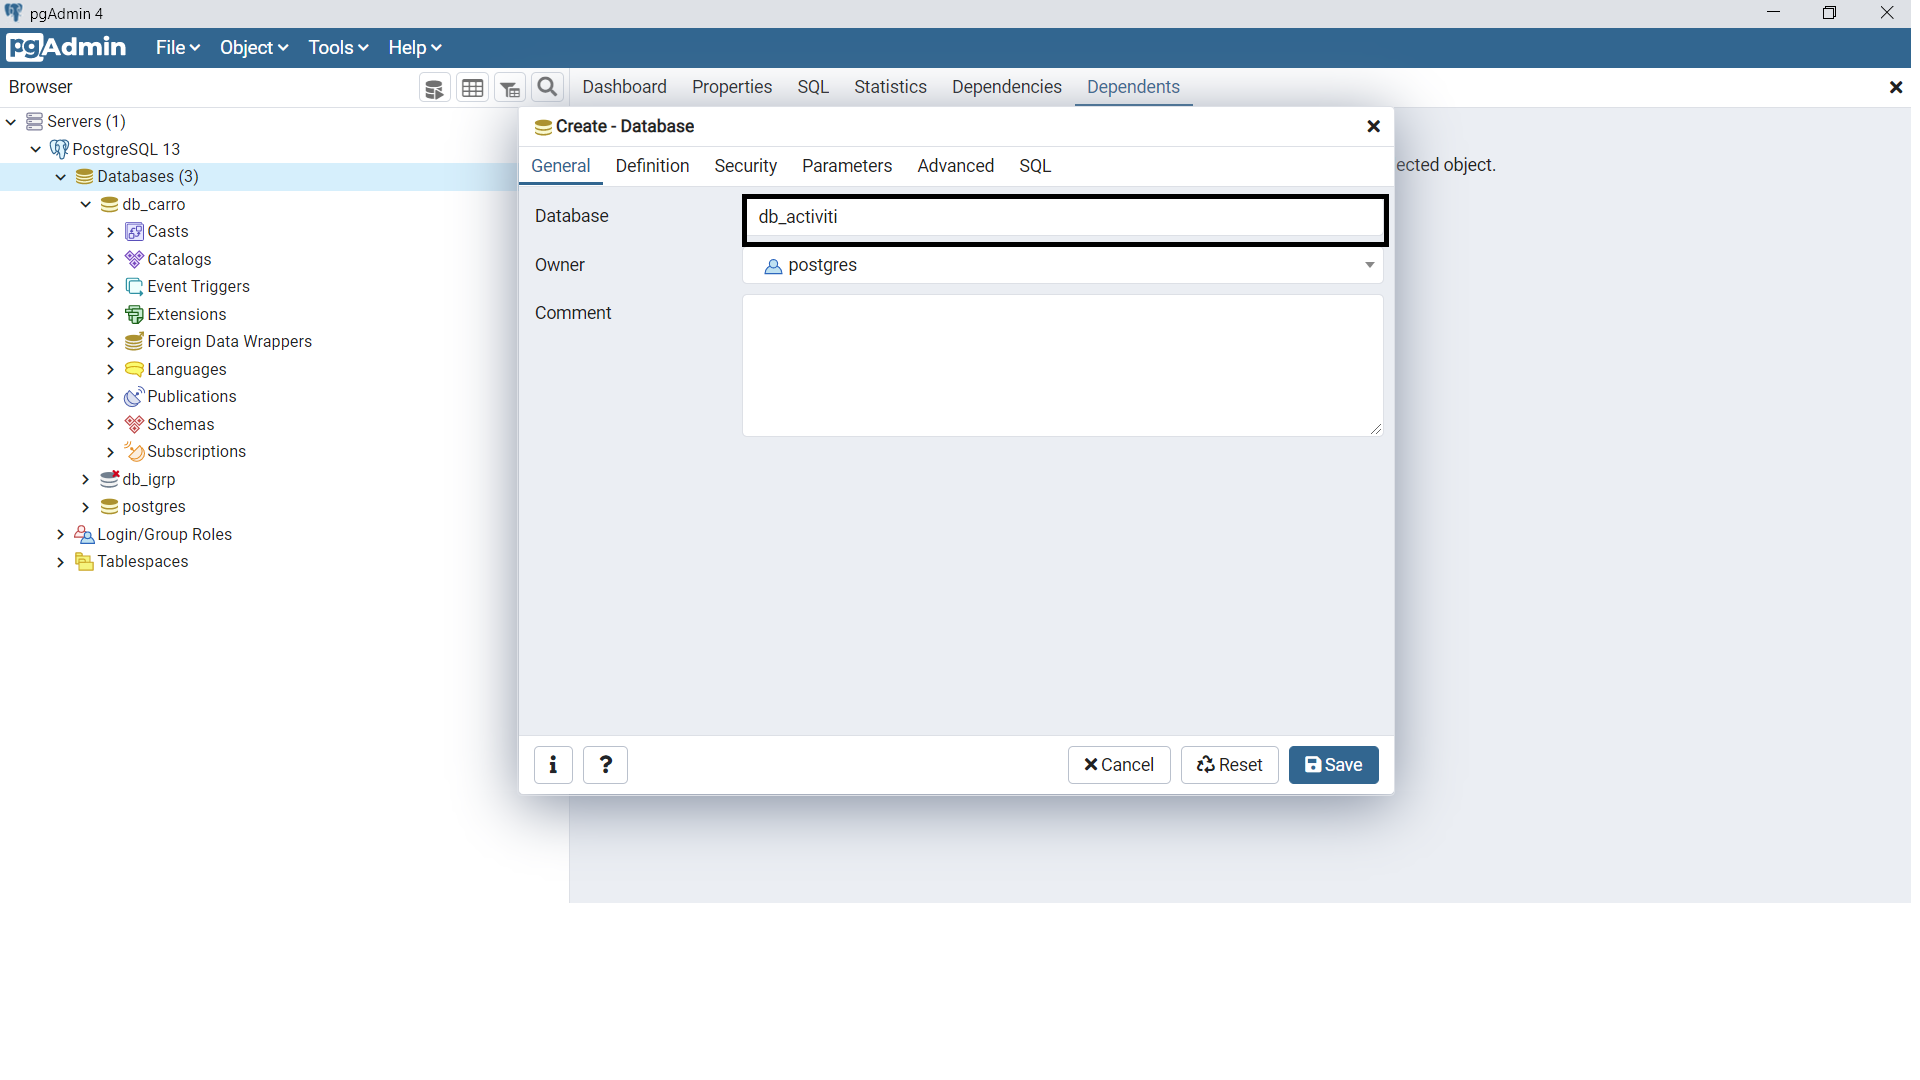 pgAdmin 4
pgAdmin File Object Tools Help
Browser
Dashboard Properties SQL Statistics Dependencies Dependents
Servers (1)
PostgreSQL 13
Databases (3)
db_carro
Casts
Catalogs
Event Triggers
Extensions
Foreign Data Wrappers
Languages
Publications
Schemas
Subscriptions
db_igrp
postgres
Login/Group Roles
Tablespaces
Create - Database
General Definition Security Parameters Advanced SQL
ected object.
Database db_activiti
Owner postgres
Comment
i ? Cancel Reset Save